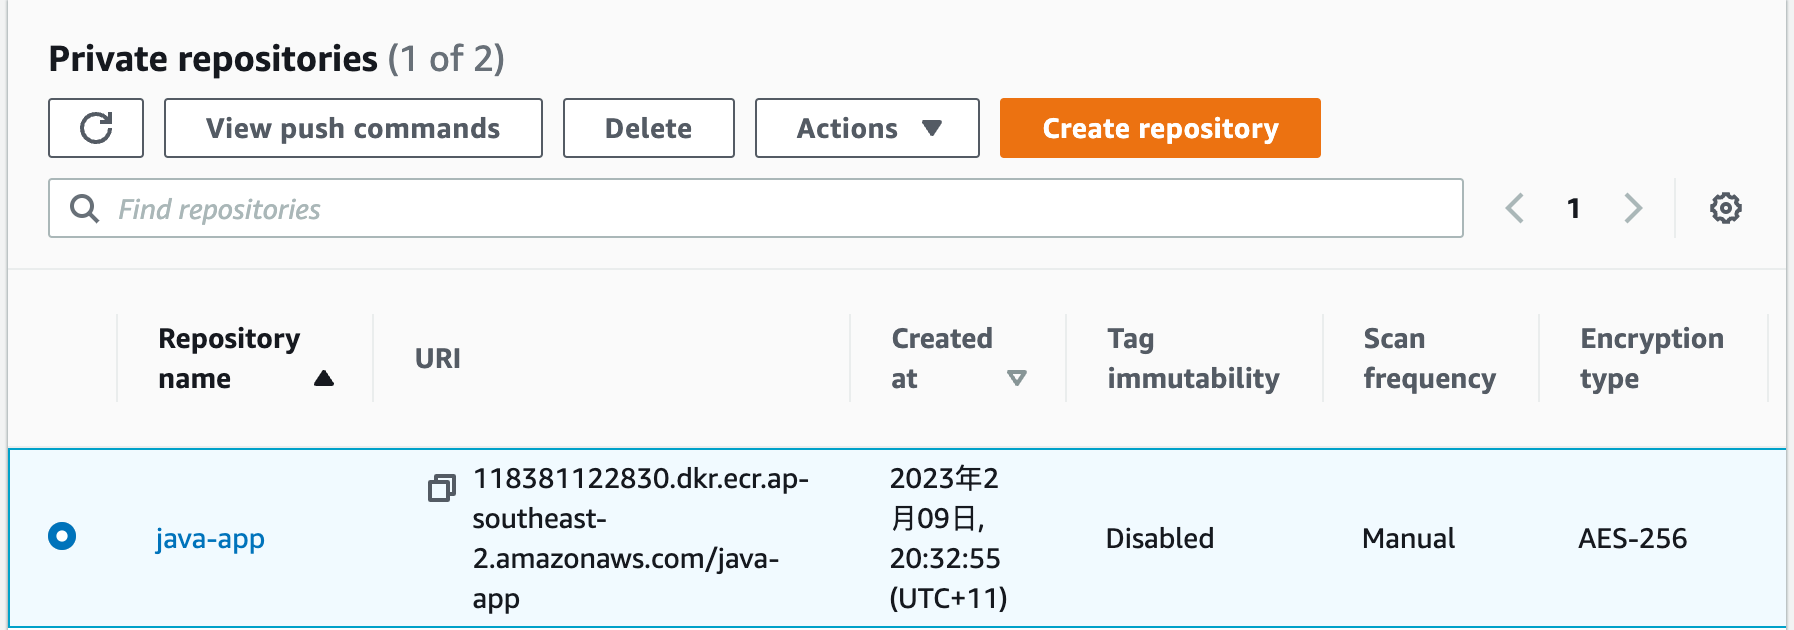 Private repositories (1 of 2)
View push commands
Delete
Actions
Create repository
Find repositories
1
Repository
name
URI
Created
at
Tag
immutability
Scan
frequency
Encryption
type
java-app
118381122830.dkr.ecr.ap-
southeast-
2.amazonaws.com/java-
app
2023年2
月09日,
20:32:55
(UTC+11)
Disabled
Manual
AES-256